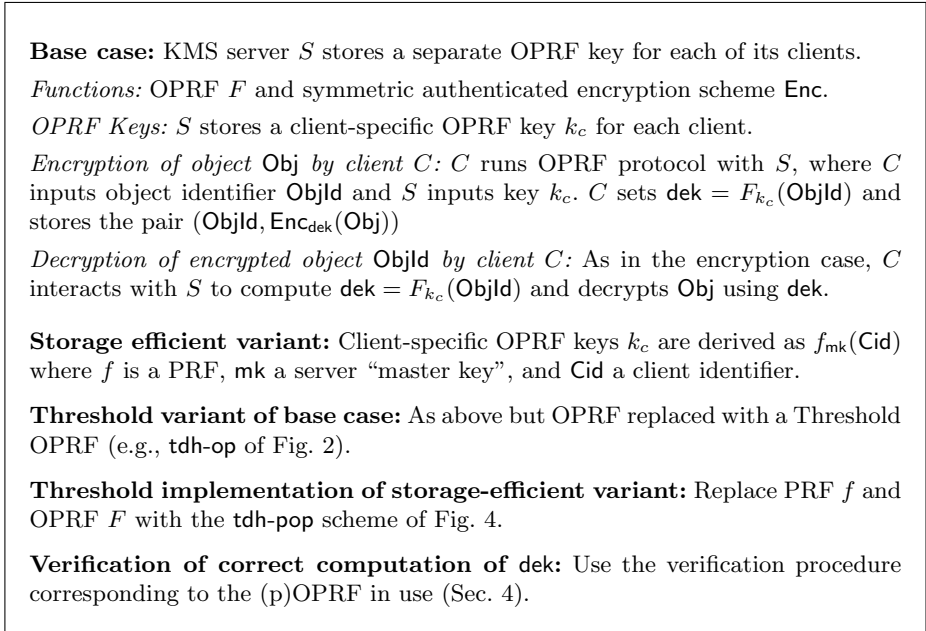 Base case: KMS server S stores a separate OPRF key for each of its clients.
Functions: OPRF F and symmetric authenticated encryption scheme Enc.
OPRF Keys: S stores a client-specific OPRF key k_c for each client.
Encryption of object Obj by client C: C runs OPRF protocol with S, where C
inputs object identifier ObjId and S inputs key k_c. C sets dek = F_{k_c}(ObjId) and
stores the pair (ObjId, Enc_dek(Obj))
Decryption of encrypted object ObjId by client C: As in the encryption case, C
interacts with S to compute dek = F_{k_c}(ObjId) and decrypts Obj using dek.
Storage efficient variant: Client-specific OPRF keys k_c are derived as f_mk(Cid)
where f is a PRF, mk a server “master key”, and Cid a client identifier.
Threshold variant of base case: As above but OPRF replaced with a Threshold
OPRF (e.g., tdh-op of Fig. 2).
Threshold implementation of storage-efficient variant: Replace PRF f and
OPRF F with the tdh-pop scheme of Fig. 4.
Verification of correct computation of dek: Use the verification procedure
corresponding to the (p)OPRF in use (Sec. 4).